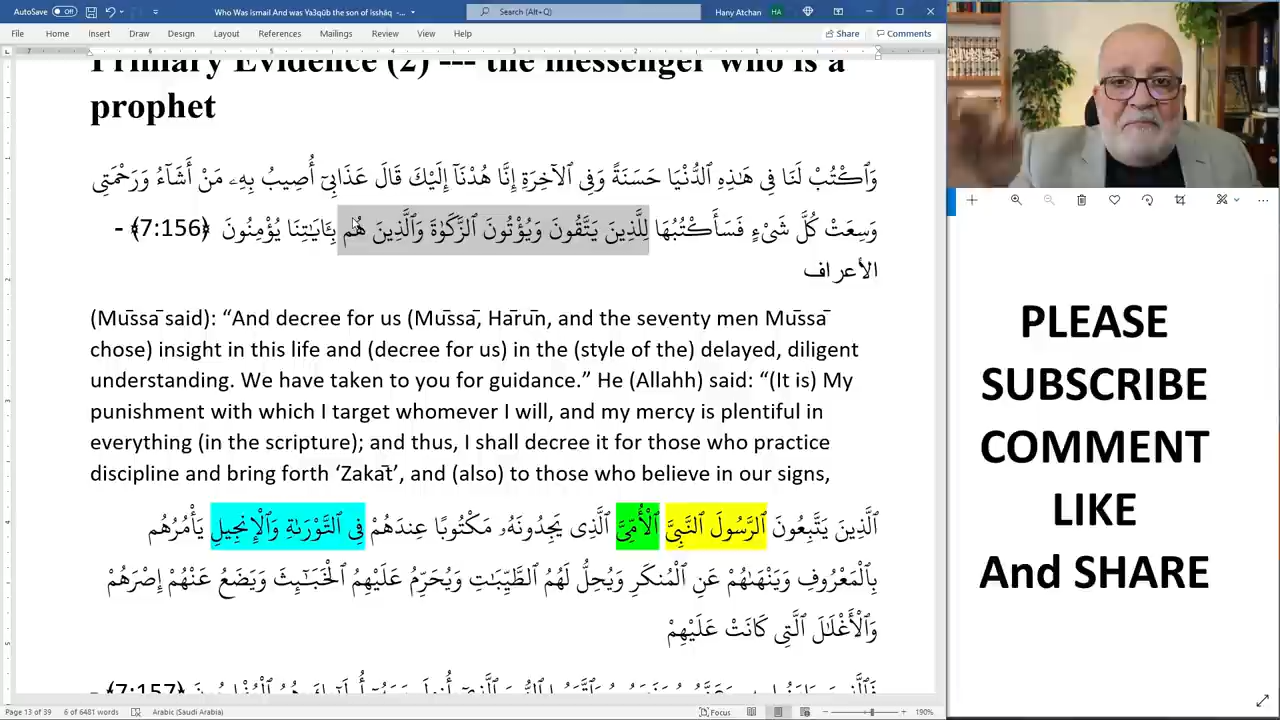 AutoSave Off
Who Was ismail And was Ya3qūb the son of isshāq -...
Search (Alt+Q)
Hany Atchan
HA
File Home Insert Draw Design Layout References Mailings Review View Help
Share
Comments
Primary Evidence (2) --- the messenger who is a
prophet
وَٱكْتُبْ لَنَا فِى هَـٰذِهِ ٱلدُّنْيَا حَسَنَةً وَفِى ٱلْآخِرَةِ إِنَّا هُدْنَآ إِلَيْكَ قَالَ عَذَابِىٓ أُصِيبُ بِهِۦ مَنْ أَشَآءُ وَرَحْمَتِى
وَسِعَتْ كُلَّ شَىْءٍ فَسَأَكْتُبُهَا لِلَّذِينَ يَتَّقُونَ وَيُؤْتُونَ ٱلزَّكَوٰةَ وَٱلَّذِينَ هُم بِـَٔايَـٰتِنَا يُؤْمِنُونَ ﴿7:156﴾ -
الأعراف
(Mūssā said): “And decree for us (Mūssā, Hārūn, and the seventy men Mūssā
chose) insight in this life and (decree for us) in the (style of the) delayed, diligent
understanding. We have taken to you for guidance.” He (Allahh) said: “(It is) My
punishment with which I target whomever I will, and my mercy is plentiful in
everything (in the scripture); and thus, I shall decree it for those who practice
discipline and bring forth ‘Zakāt’, and (also) to those who believe in our signs,
ٱلَّذِينَ يَتَّبِعُونَ ٱلرَّسُولَ ٱلنَّبِىَّ ٱلْأُمِّىَّ ٱلَّذِى يَجِدُونَهُۥ مَكْتُوبًا عِندَهُمْ فِى ٱلتَّوْرَىٰةِ وَٱلْإِنجِيلِ يَأْمُرُهُم
بِٱلْمَعْرُوفِ وَيَنْهَىٰهُمْ عَنِ ٱلْمُنكَرِ وَيُحِلُّ لَهُمُ ٱلطَّيِّبَـٰتِ وَيُحَرِّمُ عَلَيْهِمُ ٱلْخَبَـٰٓئِثَ وَيَضَعُ عَنْهُمْ إِصْرَهُمْ
وَٱلْأَغْلَـٰلَ ٱلَّتِى كَانَتْ عَلَيْهِمْ
﴿7:157﴾ -
Page 13 of 39 6 of 6481 words Arabic (Saudi Arabia)
Focus
190%
PLEASE
SUBSCRIBE
COMMENT
LIKE
And SHARE